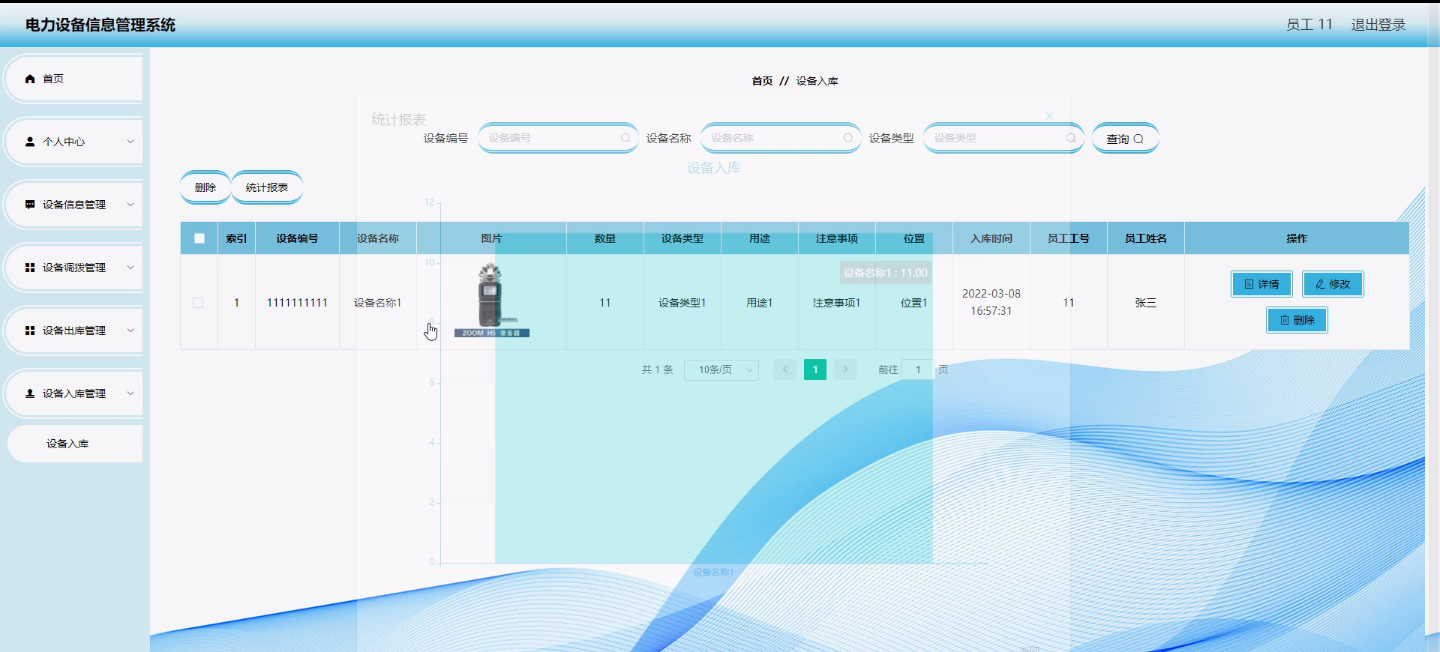 电力设备信息管理系统
员工 11 退出登录
首页
个人中心
设备信息管理
设备调拨管理
设备出库管理
设备入库管理
设备入库
首页 // 设备入库
统计报表
设备编号 设备编号 设备名称 设备名称 设备类型 设备类型 查询
设备入库
删除 统计报表
索引 设备编号 设备名称 图片 数量 设备类型 用途 注意事项 位置 入库时间 员工工号 员工姓名 操作
1 1111111111 设备名称1 ZOOM H5 录音器 11 设备类型1 用途1 注意事项1 位置1 2022-03-08 16:57:31 11 张三 详情 修改 删除
设备名称1 : 11.00
共 1 条 10条/页 1 前往 1 页
12
10
8
6
4
2
0
设备名称1